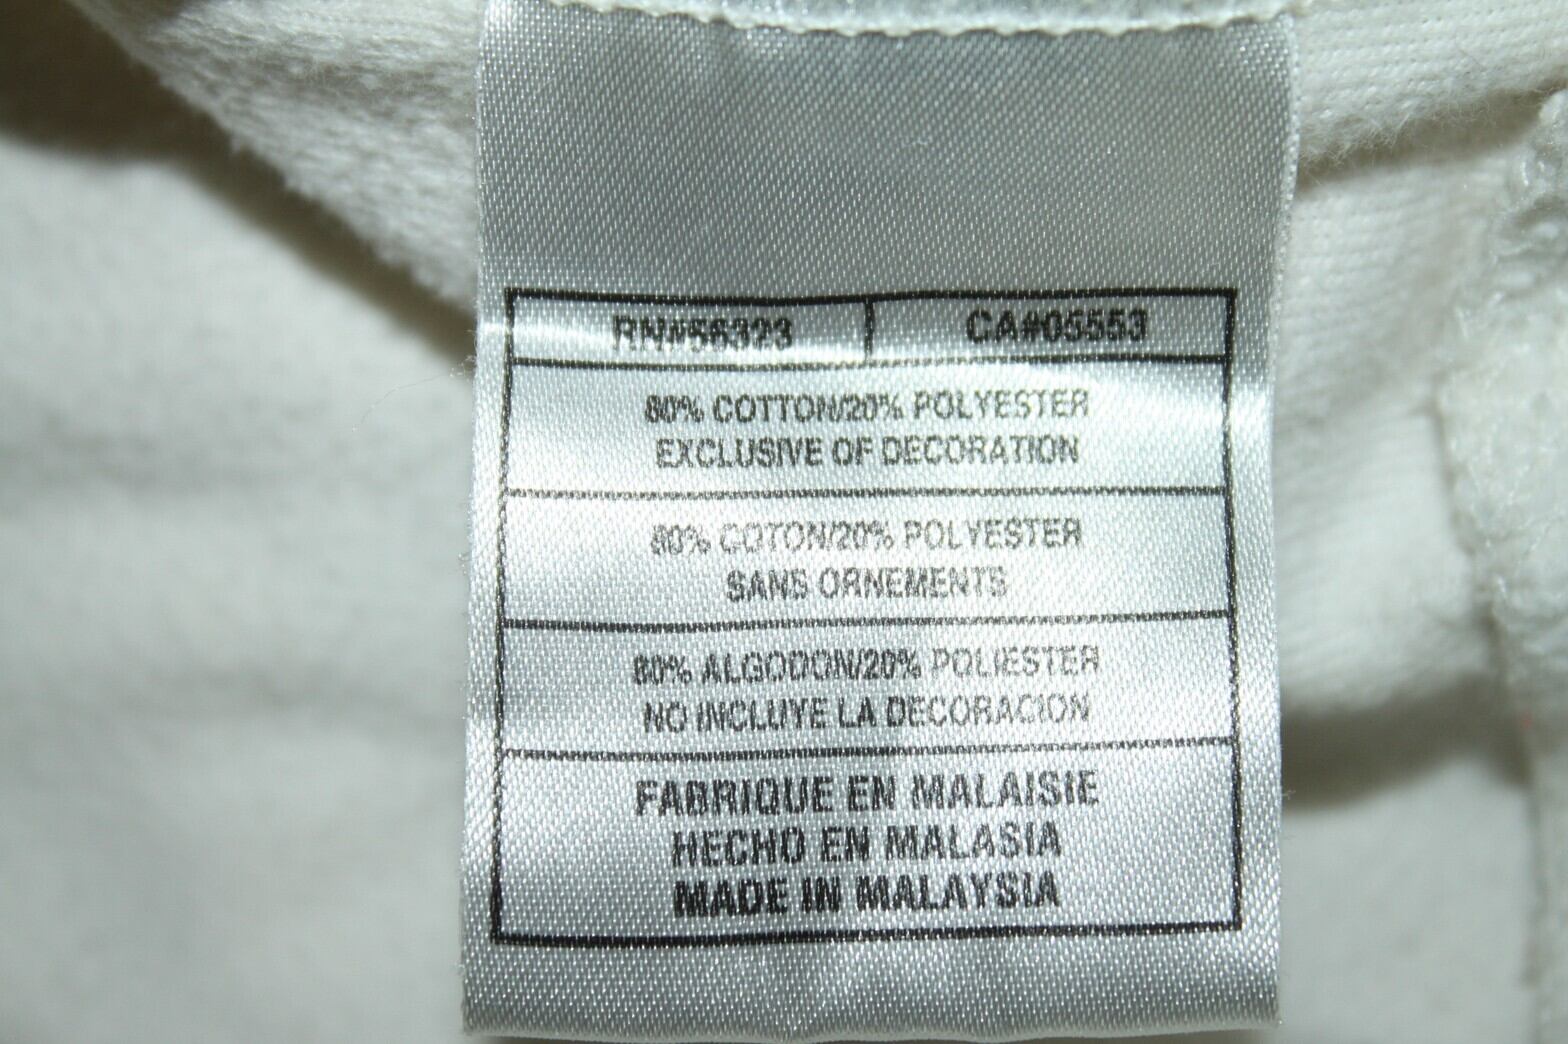 RN#56323 CA#05553
80% COTTON/20% POLYESTER
EXCLUSIVE OF DECORATION
80% COTON/20% POLYESTER
SANS ORNEMENTS
80% ALGODON/20% POLIESTER
NO INCLUYE LA DECORACION
FABRIQUE EN MALAISIE
HECHO EN MALASIA
MADE IN MALAYSIA